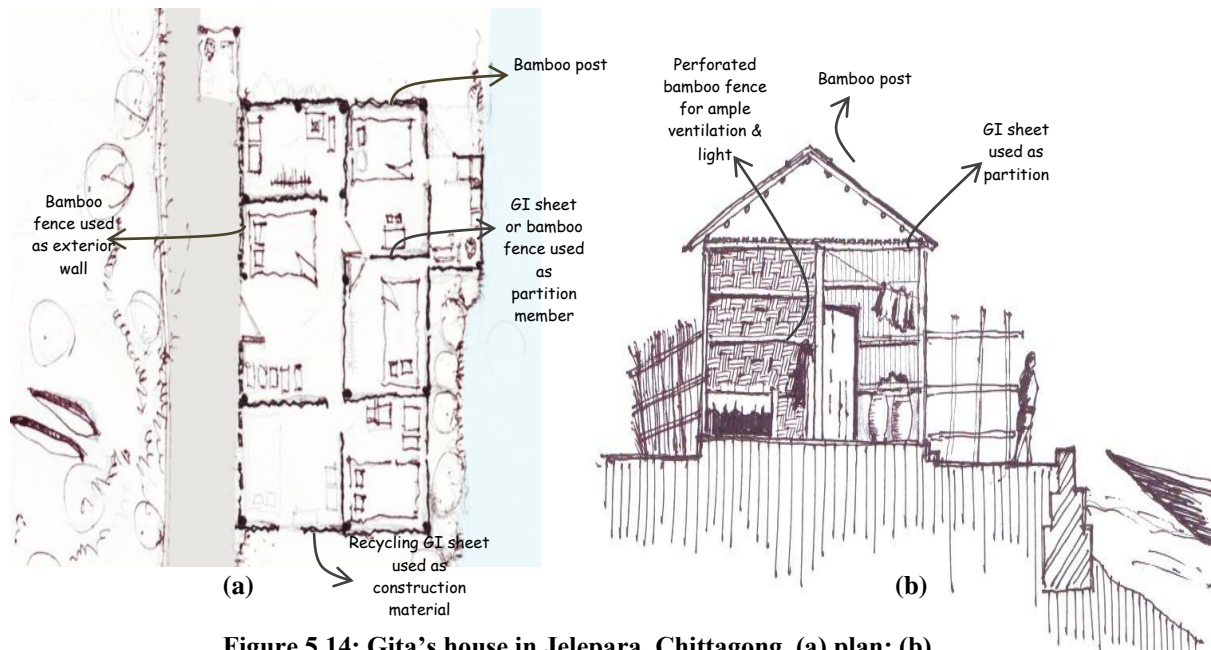 Bamboo post
Bamboo
fence used
as exterior
wall
GI sheet
or bamboo
fence used
as
partition
member
Recycling GI sheet
used as
construction
material
(a)
Perforated
bamboo fence
for ample
ventilation &
light
Bamboo post
GI sheet
used as
partition
(b)
Figure 5.14: Gita's house in Jelepara, Chittagong, (a) plan; (b)